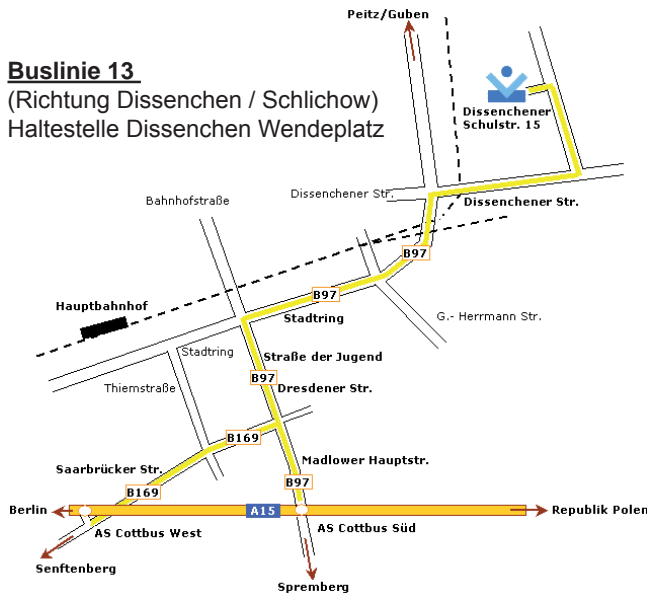 Peitz/Guben
Buslinie 13
(Richtung Dissenchen / Schlichow)
Haltestelle Dissenchen Wendeplatz
Dissenchener
Schulstr. 15
Dissenchener Str.
Dissenchener Str.
Bahnhofstraße
B97
B97
Hauptbahnhof
Stadtring
G.- Herrmann Str.
Stadtring
Straße der Jugend
B97
Thiemstraße
Dresdener Str.
B169
Madlower Hauptstr.
Saarbrücker Str.
B97
B169
Berlin
A15
Republik Polen
AS Cottbus West
AS Cottbus Süd
Senftenberg
Spremberg